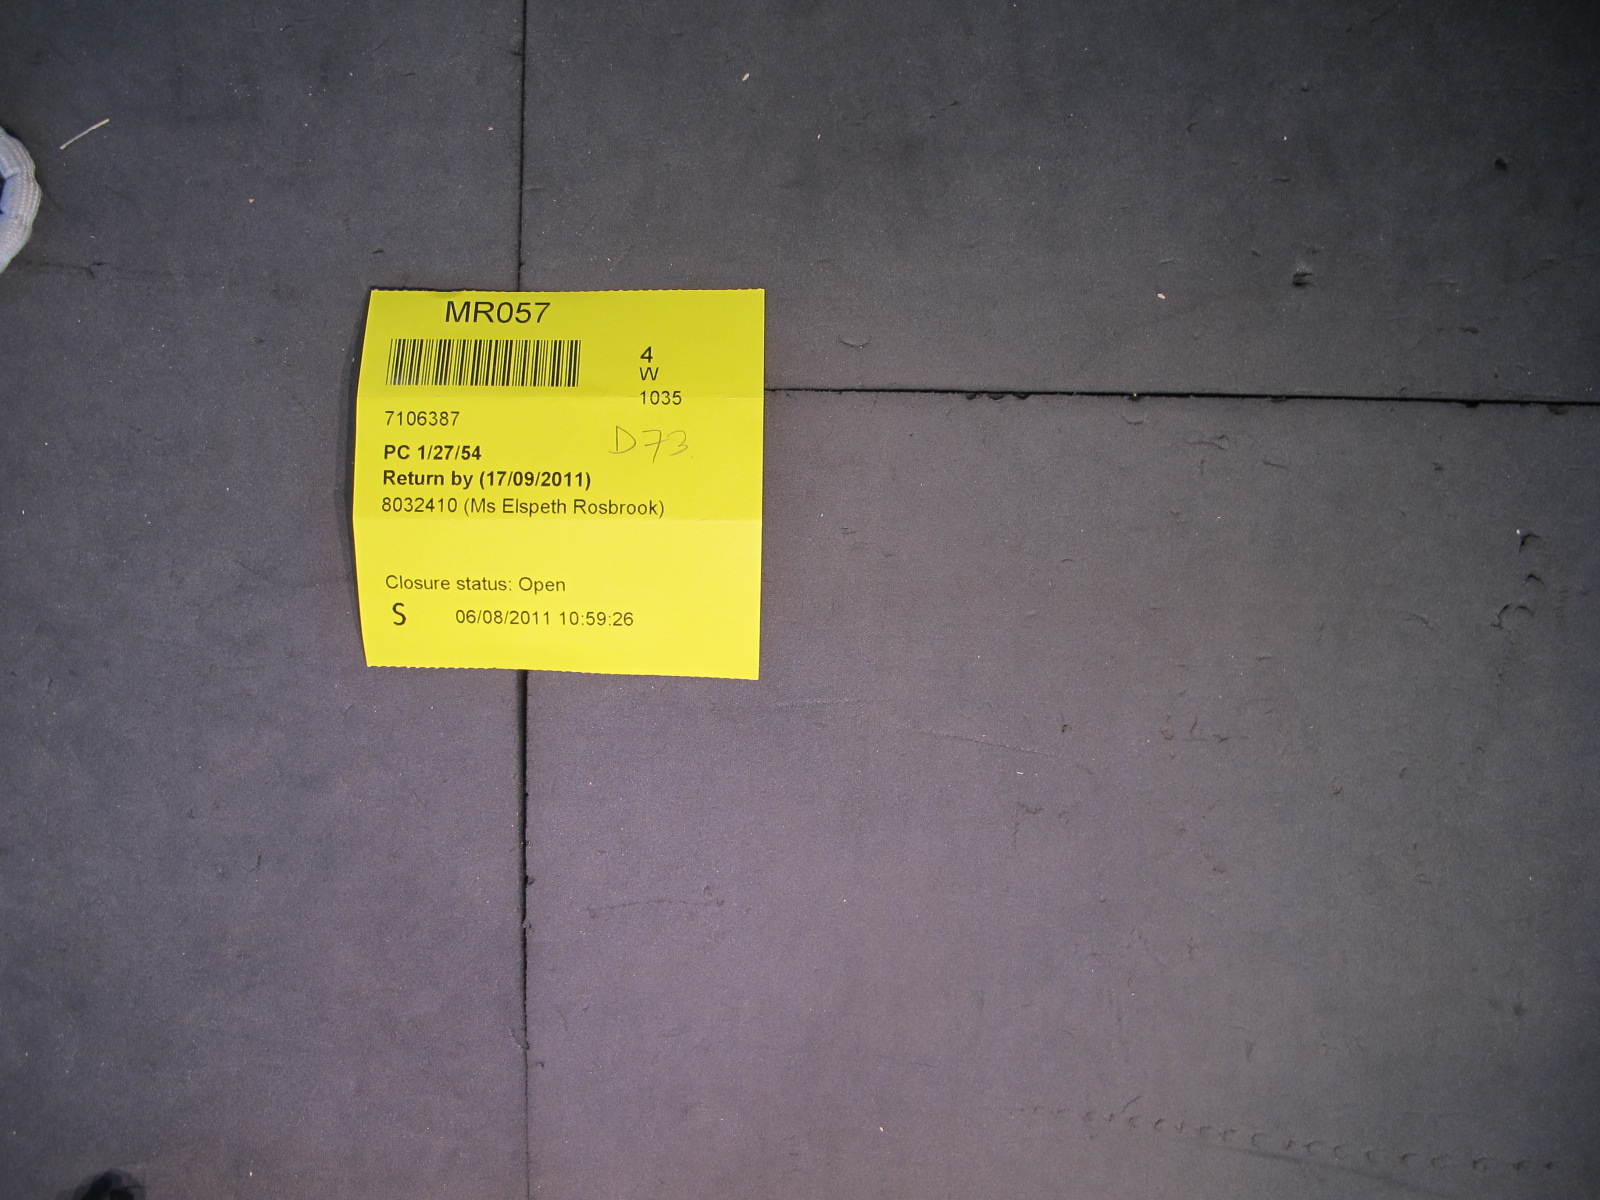 MR057
4
W
1035
7106387
D73
PC 1/27/54
Return by (17/09/2011)
8032410 (Ms Elspeth Rosbrook)
Closure status: Open
S 06/08/2011 10:59:26